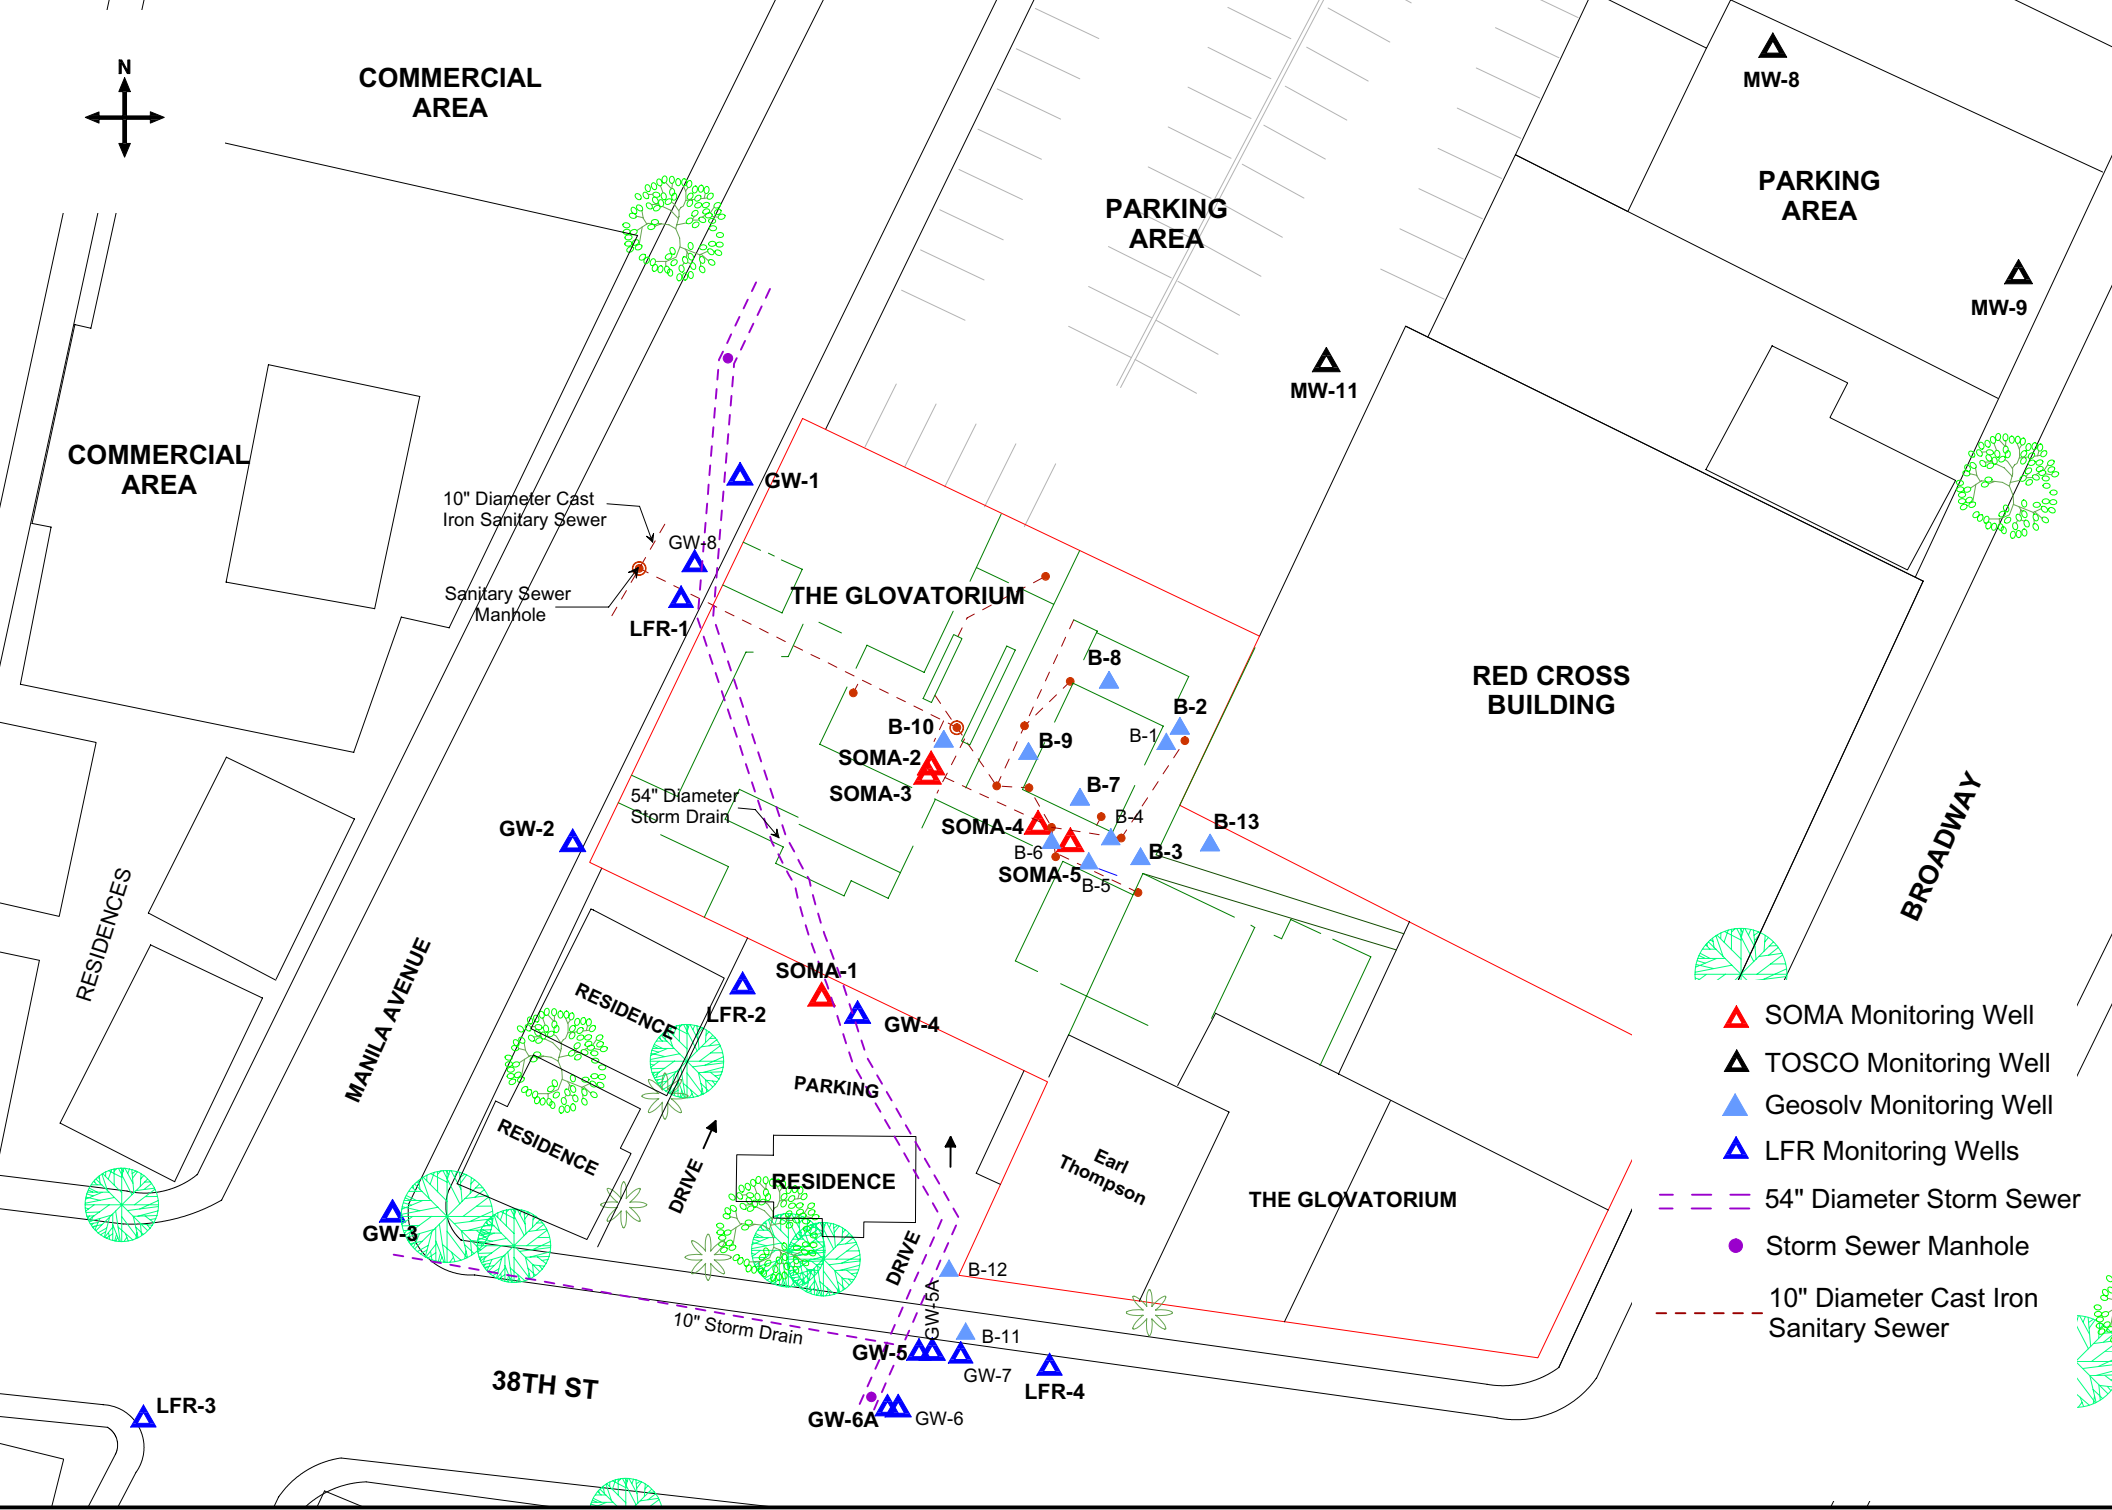 N
COMMERCIAL
AREA
MW-8
PARKING
AREA
PARKING
AREA
MW-9
MW-11
COMMERCIAL
AREA
GW-1
10" Diameter Cast
Iron Sanitary Sewer
GW-8
Sanitary Sewer
Manhole
THE GLOVATORIUM
LFR-1
B-8
RED CROSS
BUILDING
B-2
B-10
B-1
B-9
SOMA-2
SOMA-3
B-7
54" Diameter
Storm Drain
B-4
SOMA-4
B-13
GW-2
B-6
B-3
SOMA-5
B-5
BROADWAY
RESIDENCES
MANILA AVENUE
SOMA-1
RESIDENCE
LFR-2
GW-4
SOMA Monitoring Well
TOSCO Monitoring Well
Geosolv Monitoring Well
LFR Monitoring Wells
54" Diameter Storm Sewer
Storm Sewer Manhole
10" Diameter Cast Iron
Sanitary Sewer
PARKING
RESIDENCE
DRIVE
RESIDENCE
Earl
Thompson
THE GLOVATORIUM
GW-3
DRIVE
B-12
GW-5A
10" Storm Drain
B-11
GW-5
GW-7
LFR-4
38TH ST
LFR-3
GW-6A
GW-6